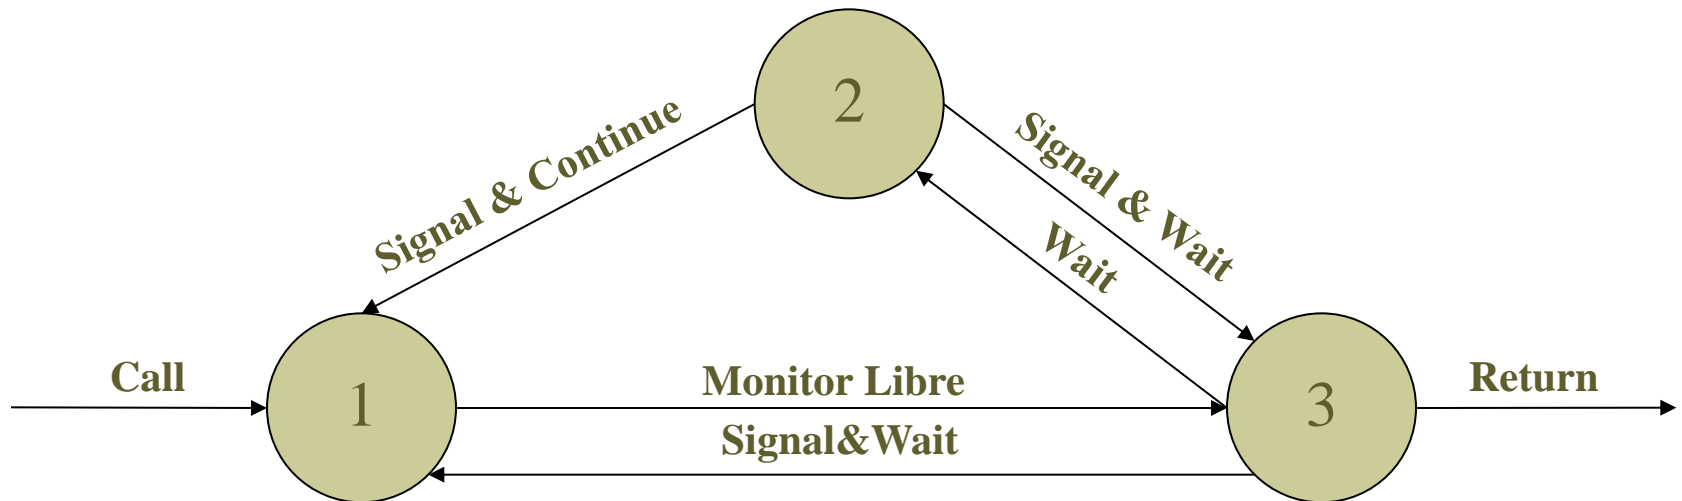 2
Signal & Continue
Signal & Wait
Wait
Call
1
Monitor Libre
Signal&Wait
3
Return